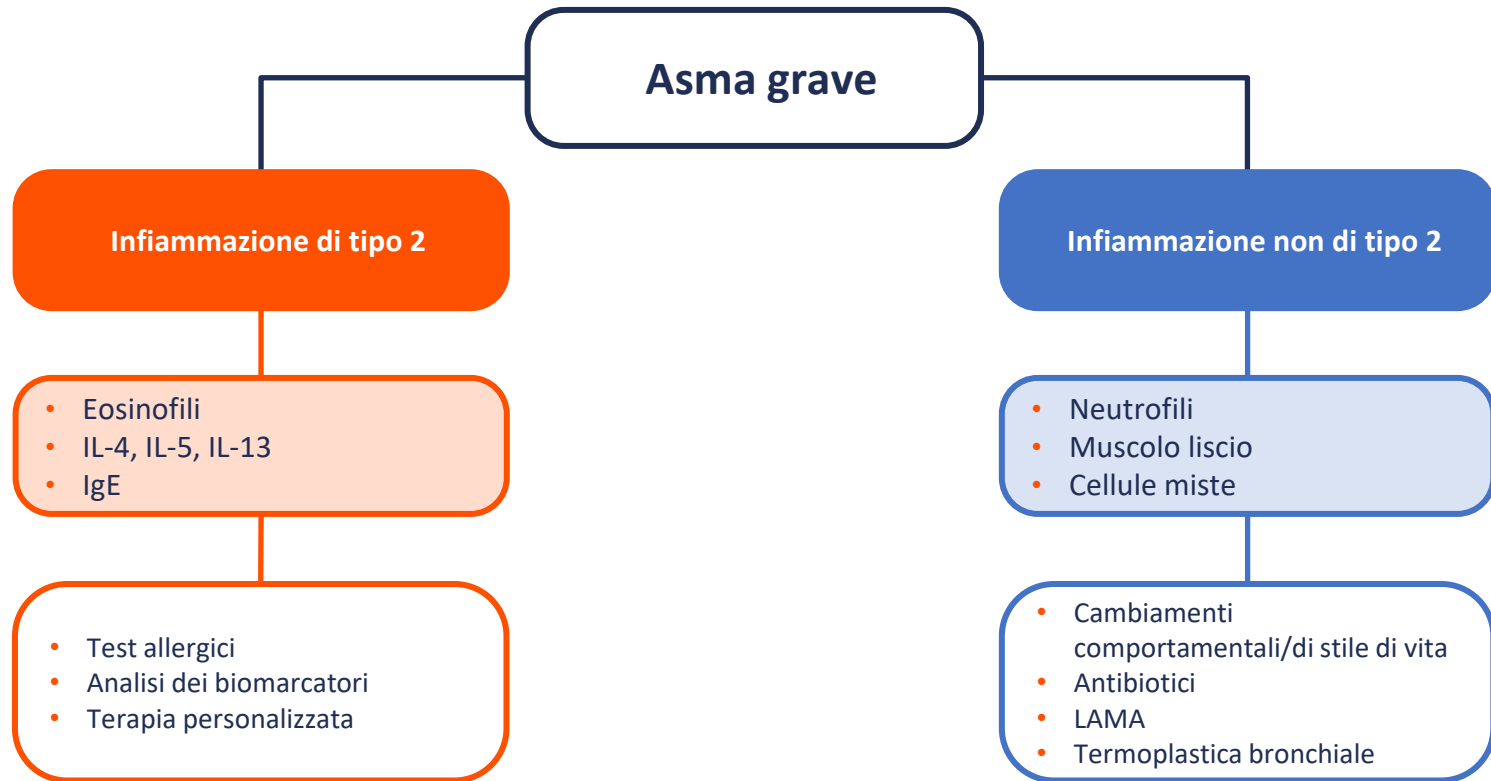 Asma grave
Infiammazione di tipo 2
• Eosinofili
• IL-4, IL-5, IL-13
• IgE
• Test allergici
• Analisi dei biomarcatori
• Terapia personalizzata
Infiammazione non di tipo 2
• Neutrofili
• Muscolo liscio
• Cellule miste
• Cambiamenti
comportamentali/di stile di vita
• Antibiotici
• LAMA
• Termoplastica bronchiale